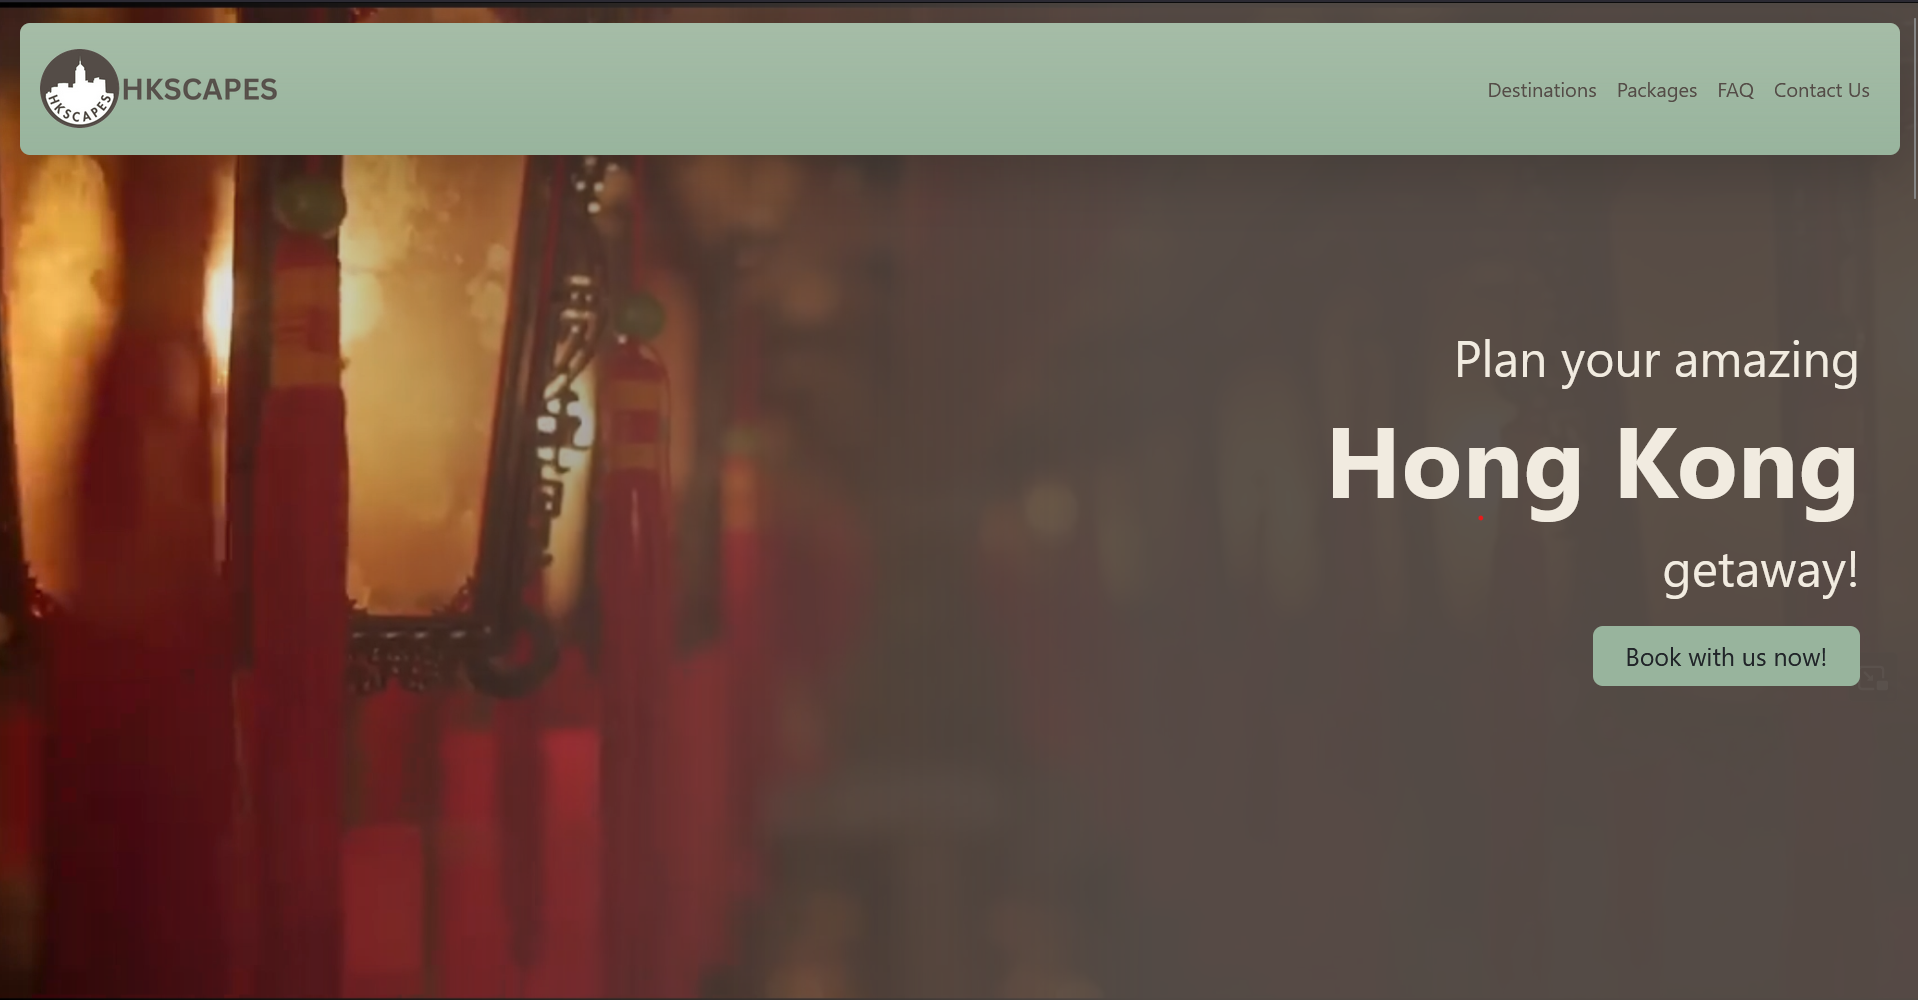 HKSCAPES
HKSCAPES
Destinations Packages FAQ Contact Us
Plan your amazing
Hong Kong
getaway!
Book with us now!